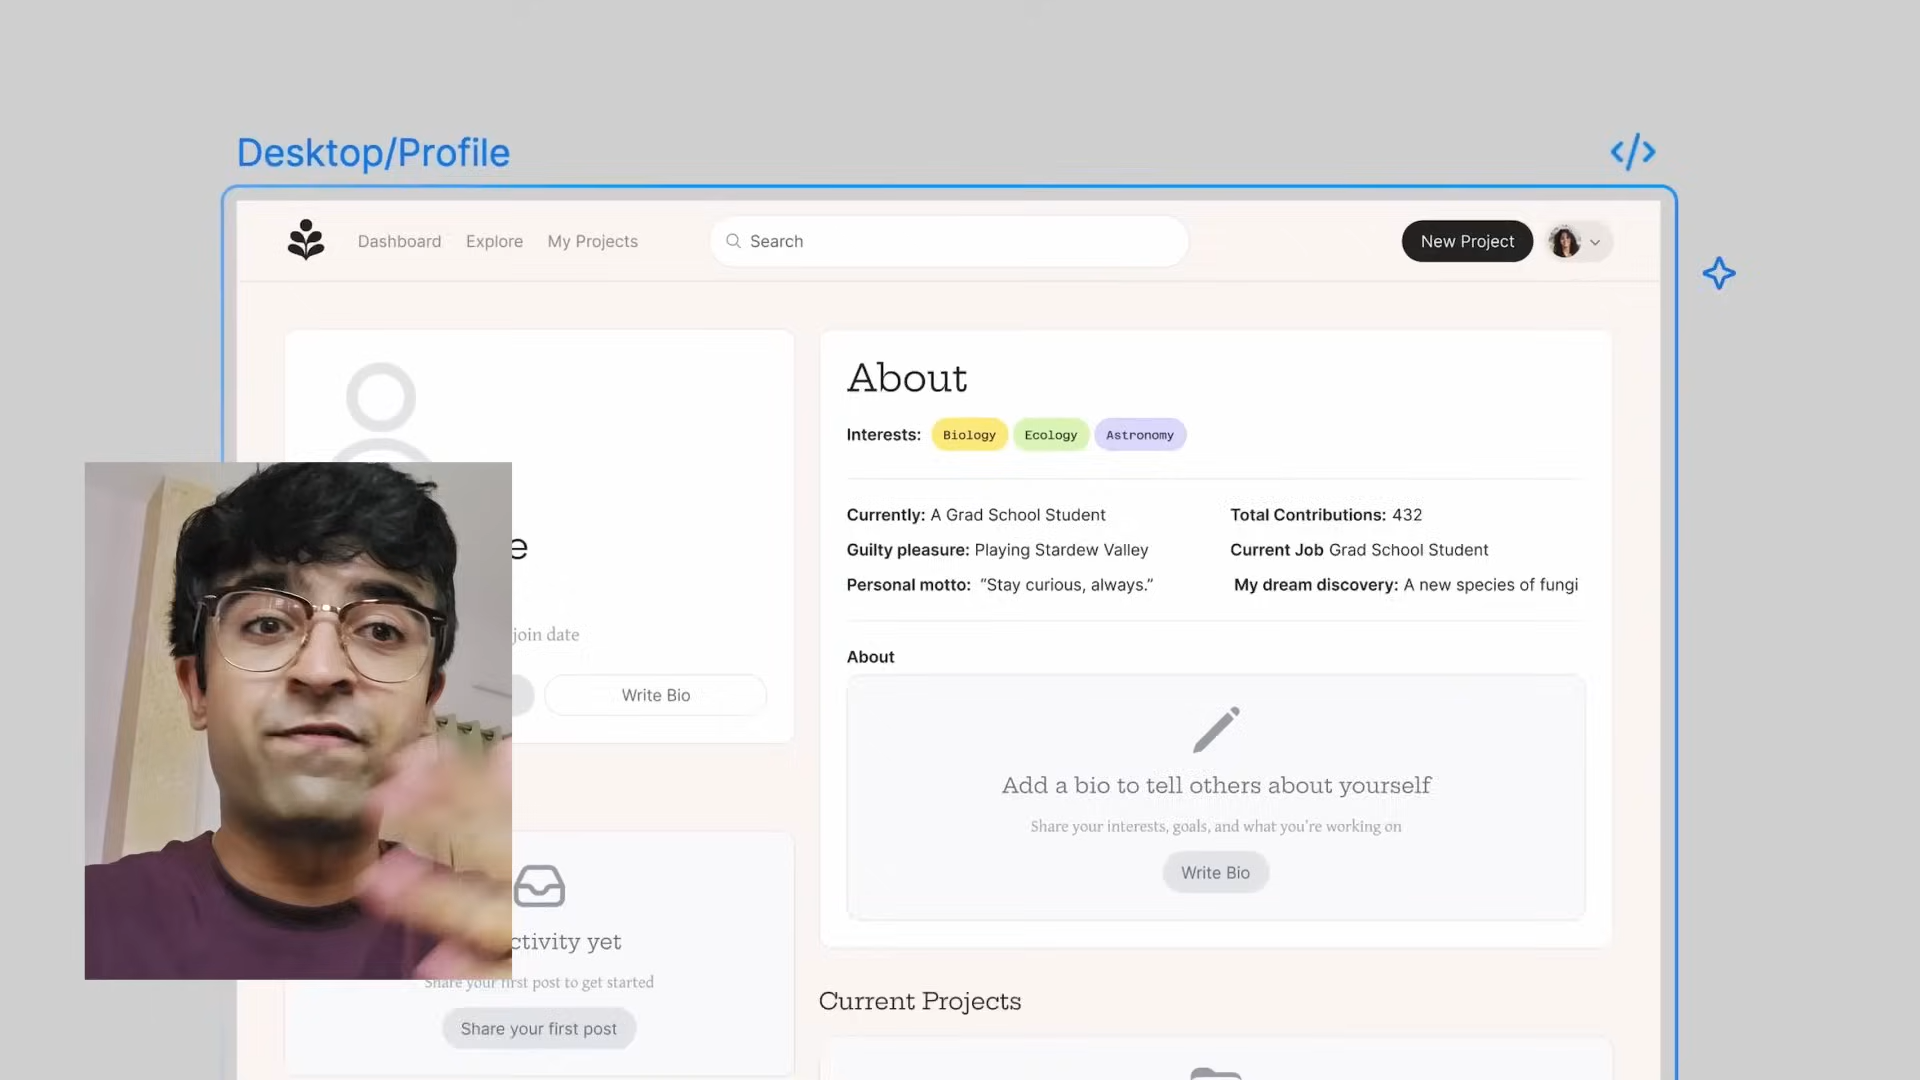 Desktop/Profile
</>
Dashboard Explore My Projects
Search
New Project
About
Interests: Biology Ecology Astronomy
Currently: A Grad School Student
Total Contributions: 432
Guilty pleasure: Playing Stardew Valley
Current Job Grad School Student
Personal motto: “Stay curious, always.”
My dream discovery: A new species of fungi
e
join date
Write Bio
About
Add a bio to tell others about yourself
Share your interests, goals, and what you're working on
Write Bio
ctivity yet
Share your first post to get started
Share your first post
Current Projects